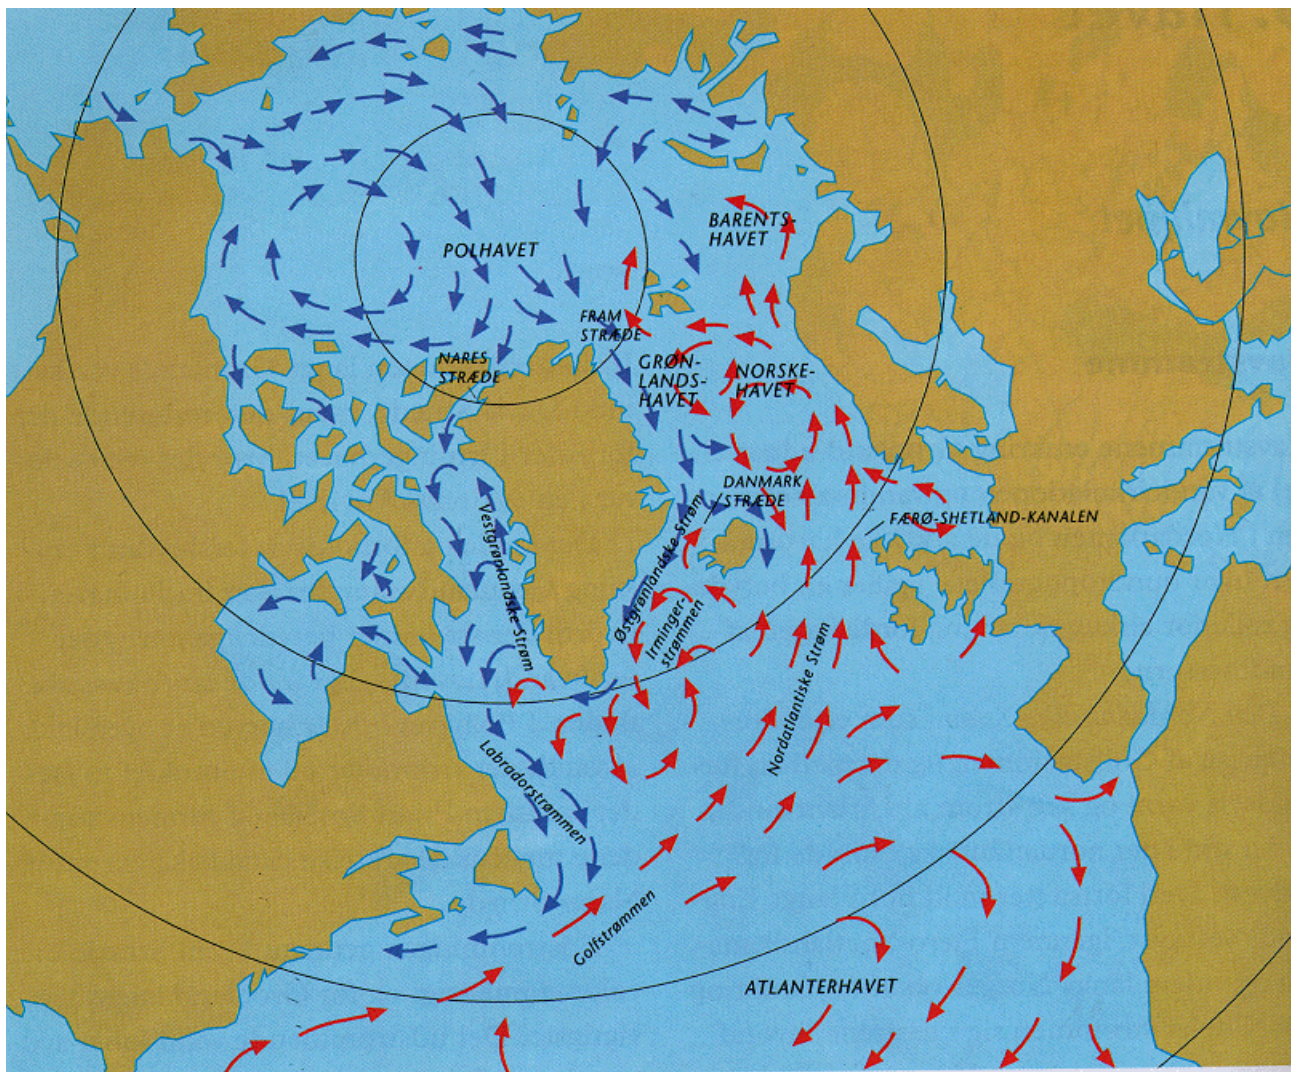 BARENTS-
HAVET
POLHAVET
FRAM
STRÆDE
NARES
STRÆDE
GRØN-
LANDS-
HAVET
NORSKE-
HAVET
DANMARK
STRÆDE
FÆRØ-SHETLAND-KANALEN
Vestgrønlandske Strøm
Østgrønlandske Strøm
Irminger-
strømmen
Nordatlantiske Strøm
Labradorstrømmen
Golfstrømmen
ATLANTERHAVET